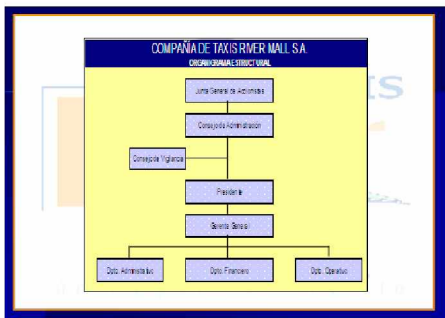 COMPAÑÍA DE TAXIS RIVER MALL S.A.
ORGANIGRAMA ESTRUCTURAL
Junta General de Accionistas
Consejo de Administración
Consejo de Vigilancia
Presidente
Gerente General
Dpto. Administrativo
Dpto. Financiero
Dpto. Operativo